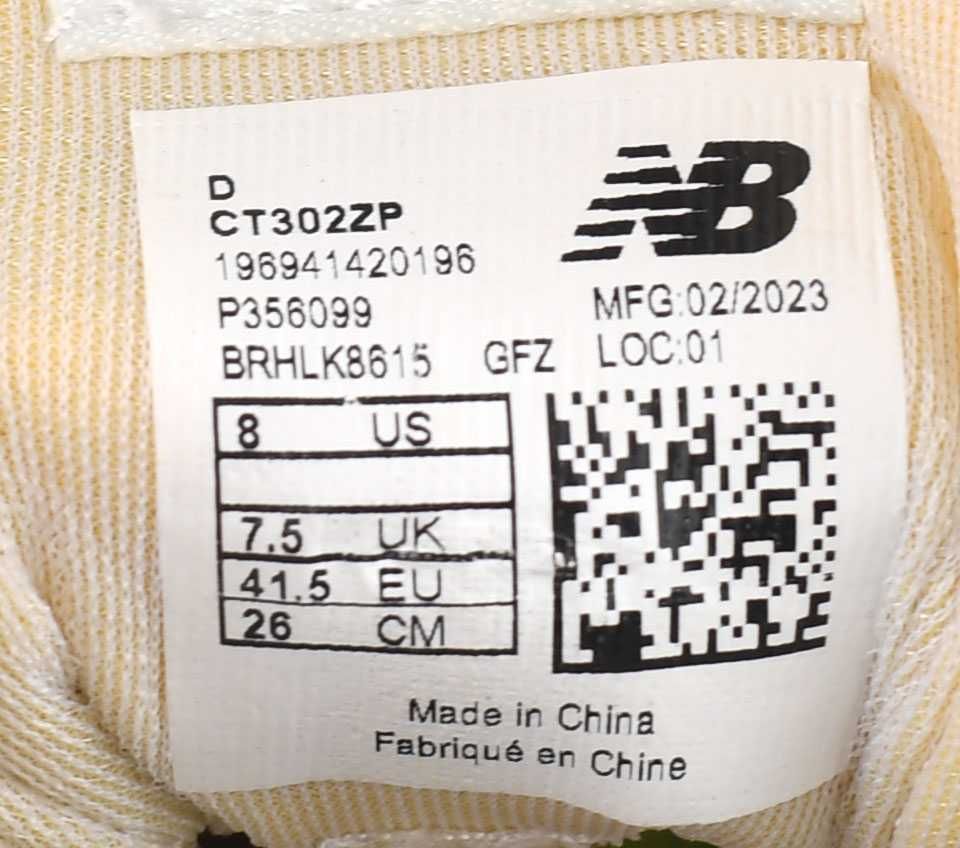 D
CT302ZP
196941420196
P356099
BRHLK8615 GFZ
NB
MFG:02/2023
LOC:01
8 US
7.5 UK
41.5 EU
26 CM
Made in China
Fabriqué en Chine